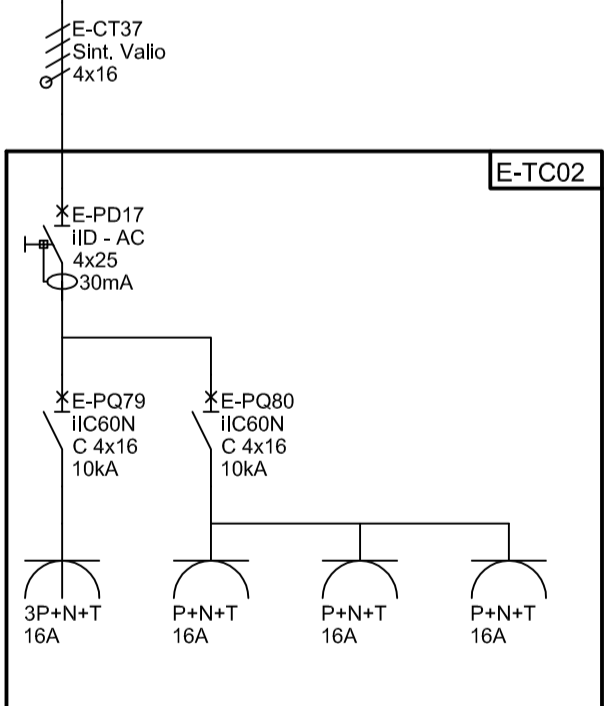 E-CT37
Sint. Valio
4x16
E-TC02
E-PD17
iID - AC
4x25
30mA
E-PQ79
iIC60N
C 4x16
10kA
E-PQ80
iIC60N
C 4x16
10kA
3P+N+T
16A
P+N+T
16A
P+N+T
16A
P+N+T
16A